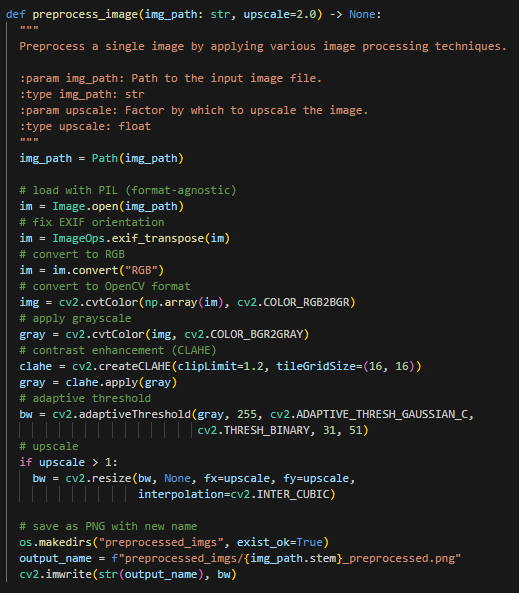 def preprocess_image(img_path: str, upscale=2.0) -> None:
  """
  Preprocess a single image by applying various image processing techniques.

  :param img_path: Path to the input image file.
  :type img_path: str
  :param upscale: Factor by which to upscale the image.
  :type upscale: float
  """
  img_path = Path(img_path)

  # load with PIL (format-agnostic)
  im = Image.open(img_path)
  # fix EXIF orientation
  im = ImageOps.exif_transpose(im)
  # convert to RGB
  im = im.convert("RGB")
  # convert to OpenCV format
  img = cv2.cvtColor(np.array(im), cv2.COLOR_RGB2BGR)
  # apply grayscale
  gray = cv2.cvtColor(img, cv2.COLOR_BGR2GRAY)
  # contrast enhancement (CLAHE)
  clahe = cv2.createCLAHE(clipLimit=1.2, tileGridSize=(16, 16))
  gray = clahe.apply(gray)
  # adaptive threshold
  bw = cv2.adaptiveThreshold(gray, 255, cv2.ADAPTIVE_THRESH_GAUSSIAN_C,
                             cv2.THRESH_BINARY, 31, 51)
  # upscale
  if upscale > 1:
    bw = cv2.resize(bw, None, fx=upscale, fy=upscale,
                    interpolation=cv2.INTER_CUBIC)

  # save as PNG with new name
  os.makedirs("preprocessed_imgs", exist_ok=True)
  output_name = f"preprocessed_imgs/{img_path.stem}_preprocessed.png"
  cv2.imwrite(str(output_name), bw)